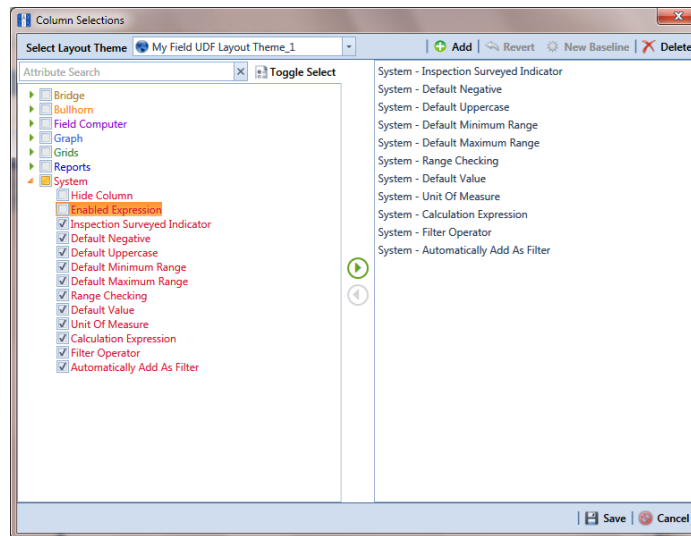 Column Selections
Select Layout Theme My Field UDF Layout Theme_1 Add Revert New Baseline Delete
Attribute Search Toggle Select
Bridge
Bullhorn
Field Computer
Graph
Grids
Reports
System
Hide Column
Enabled Expression
Inspection Surveyed Indicator
Default Negative
Default Uppercase
Default Minimum Range
Default Maximum Range
Range Checking
Default Value
Unit Of Measure
Calculation Expression
Filter Operator
Automatically Add As Filter
System - Inspection Surveyed Indicator
System - Default Negative
System - Default Uppercase
System - Default Minimum Range
System - Default Maximum Range
System - Range Checking
System - Default Value
System - Unit Of Measure
System - Calculation Expression
System - Filter Operator
System - Automatically Add As Filter
Save Cancel